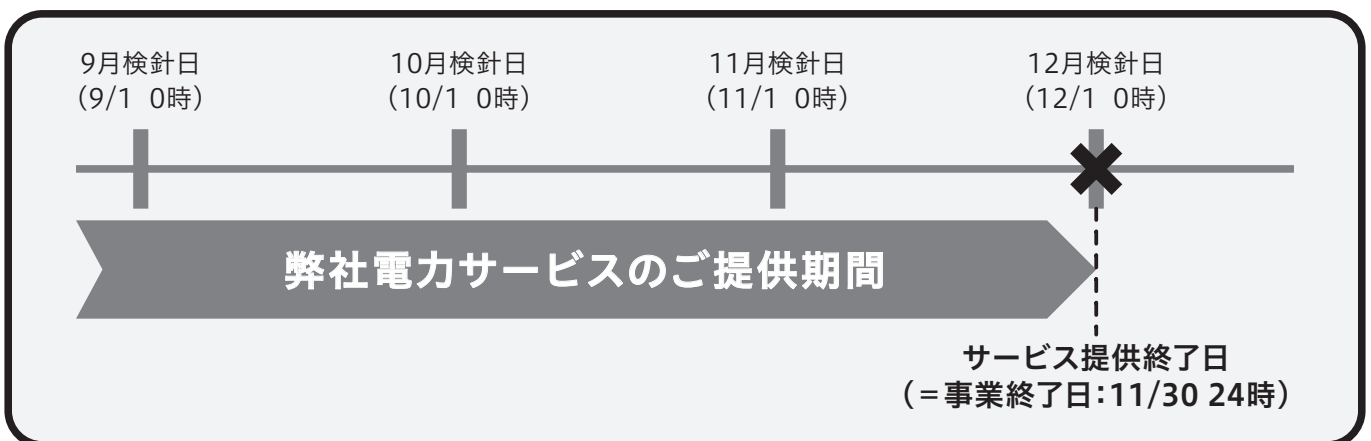 9月検針日
（9/1 0時）
10月検針日
（10/1 0時）
11月検針日
（11/1 0時）
12月検針日
（12/1 0時）
弊社電力サービスのご提供期間
サービス提供終了日
（＝事業終了日：11/30 24時）